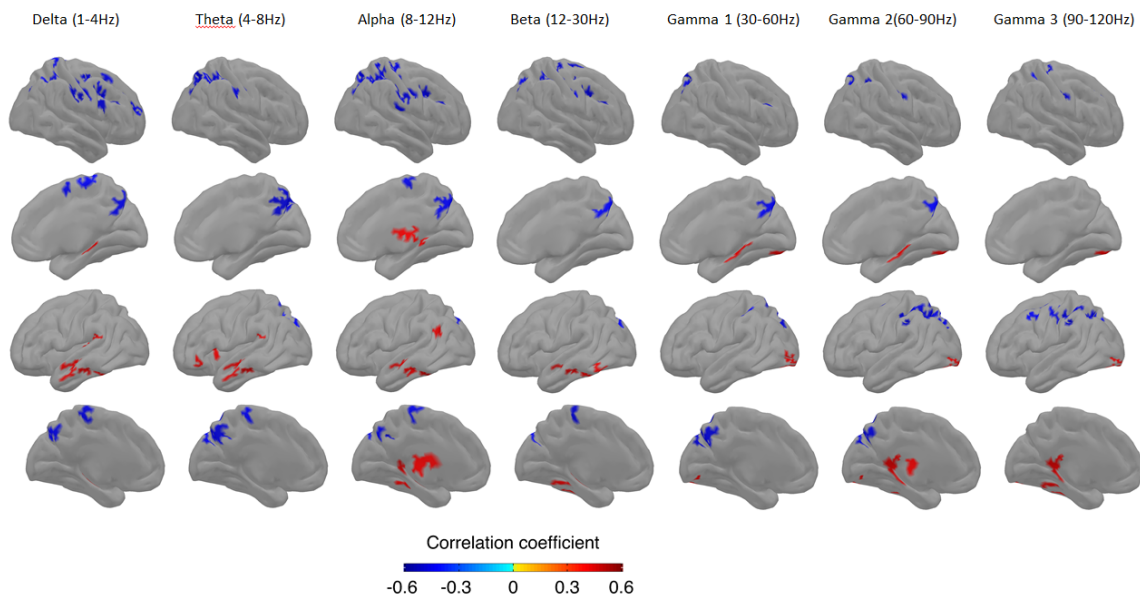 Delta (1-4Hz) Theta (4-8Hz) Alpha (8-12Hz) Beta (12-30Hz) Gamma 1 (30-60Hz) Gamma 2(60-90Hz) Gamma 3 (90-120Hz)
Correlation coefficient
-0.6 -0.3 0 0.3 0.6